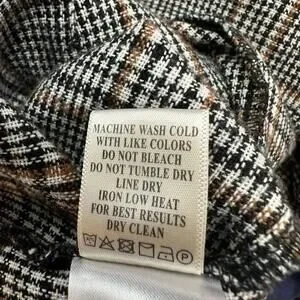 MACHINE WASH COLD
WITH LIKE COLORS
DO NOT BLEACH
DO NOT TUMBLE DRY
LINE DRY
IRON LOW HEAT
FOR BEST RESULTS
DRY CLEAN